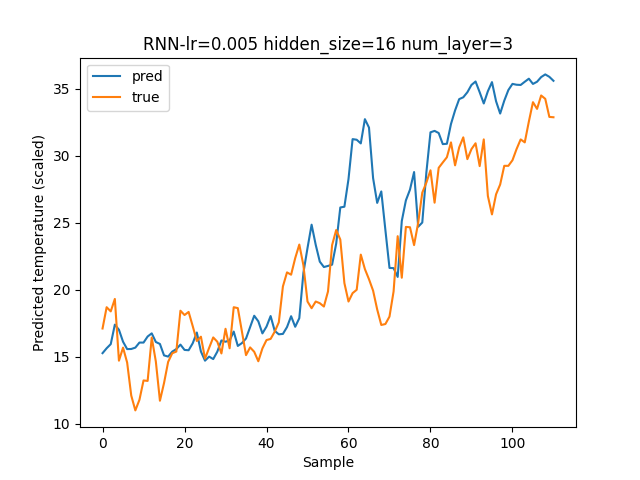 RNN-lr=0.005 hidden_size=16 num_layer=3
pred
true
Predicted temperature (scaled)
35
30
25
20
15
10
0 20 40 60 80 100
Sample